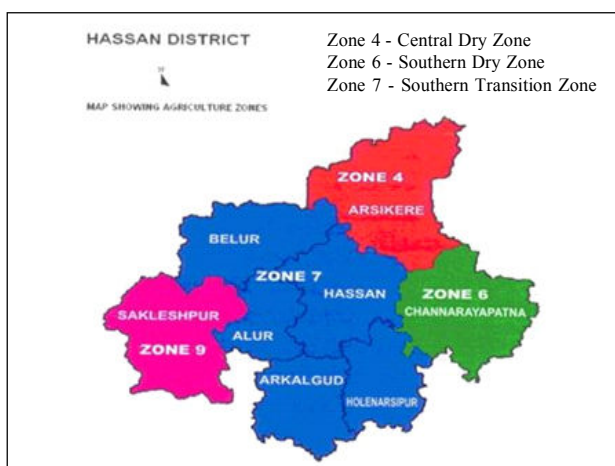 HASSAN DISTRICT
Zone 4 - Central Dry Zone
Zone 6 - Southern Dry Zone
Zone 7 - Southern Transition Zone
MAP SHOWING AGRICULTURE ZONES
ZONE 4
ARSIKERE
BELUR
ZONE 7
HASSAN
ZONE 6
CHANNARAYAPATNA
SAKLESHPUR
ZONE 9
ALUR
ARKALGUD
HOLENARSIPUR